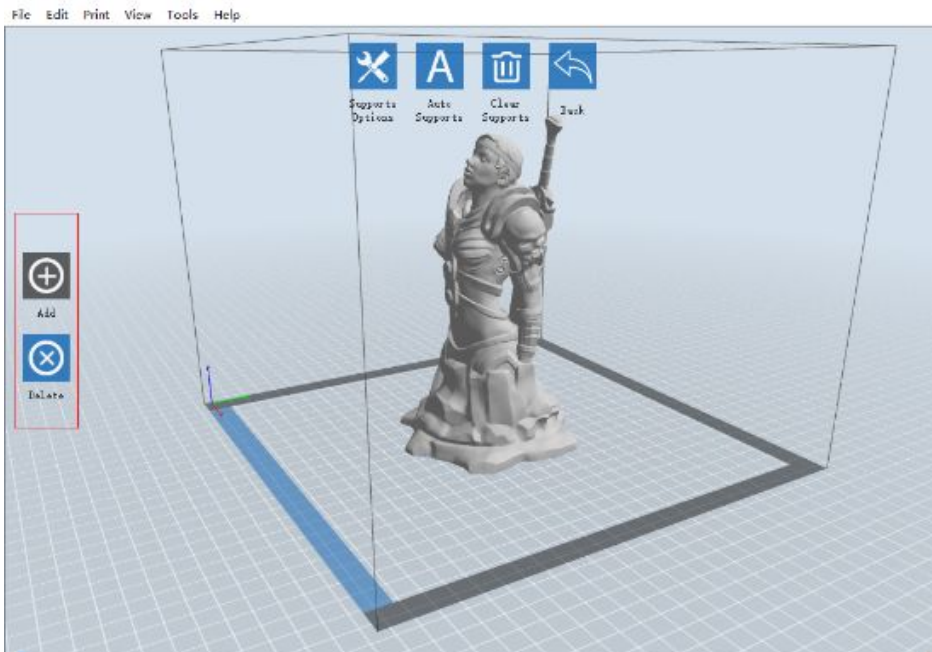 File Edit Print View Tools Help
Supports
Options
Auto
Supports
Clear
Supports
Back
Add
Delete